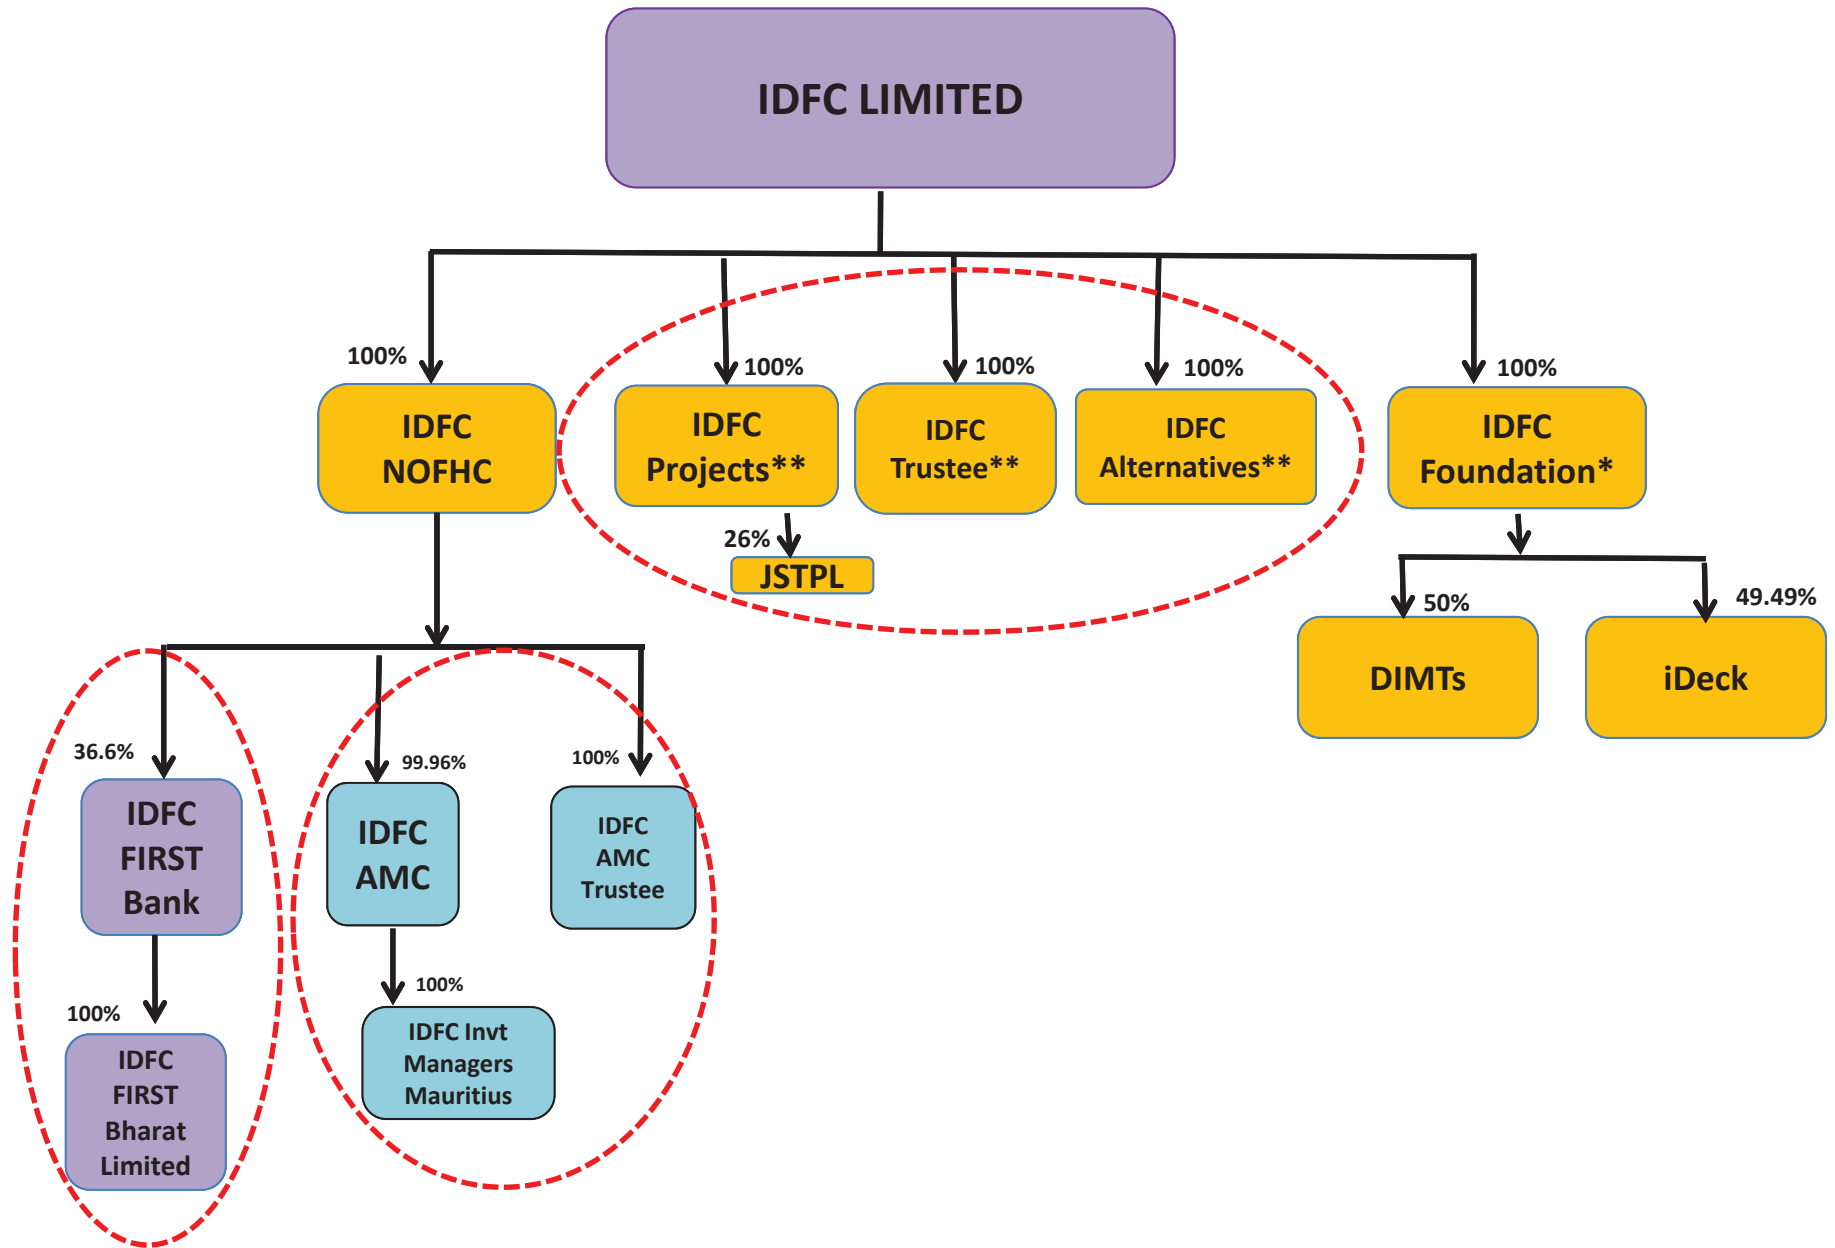 IDFC LIMITED
100%
100%
100%
100%
100%
IDFC
NOFHC
IDFC
Projects**
IDFC
Trustee**
IDFC
Alternatives**
IDFC
Foundation*
26%
JSTPL
50%
49.49%
DIMTs
iDeck
36.6%
99.96%
100%
IDFC
FIRST
Bank
IDFC
AMC
IDFC
AMC
Trustee
100%
100%
IDFC
FIRST
Bharat
Limited
IDFC Invt
Managers
Mauritius